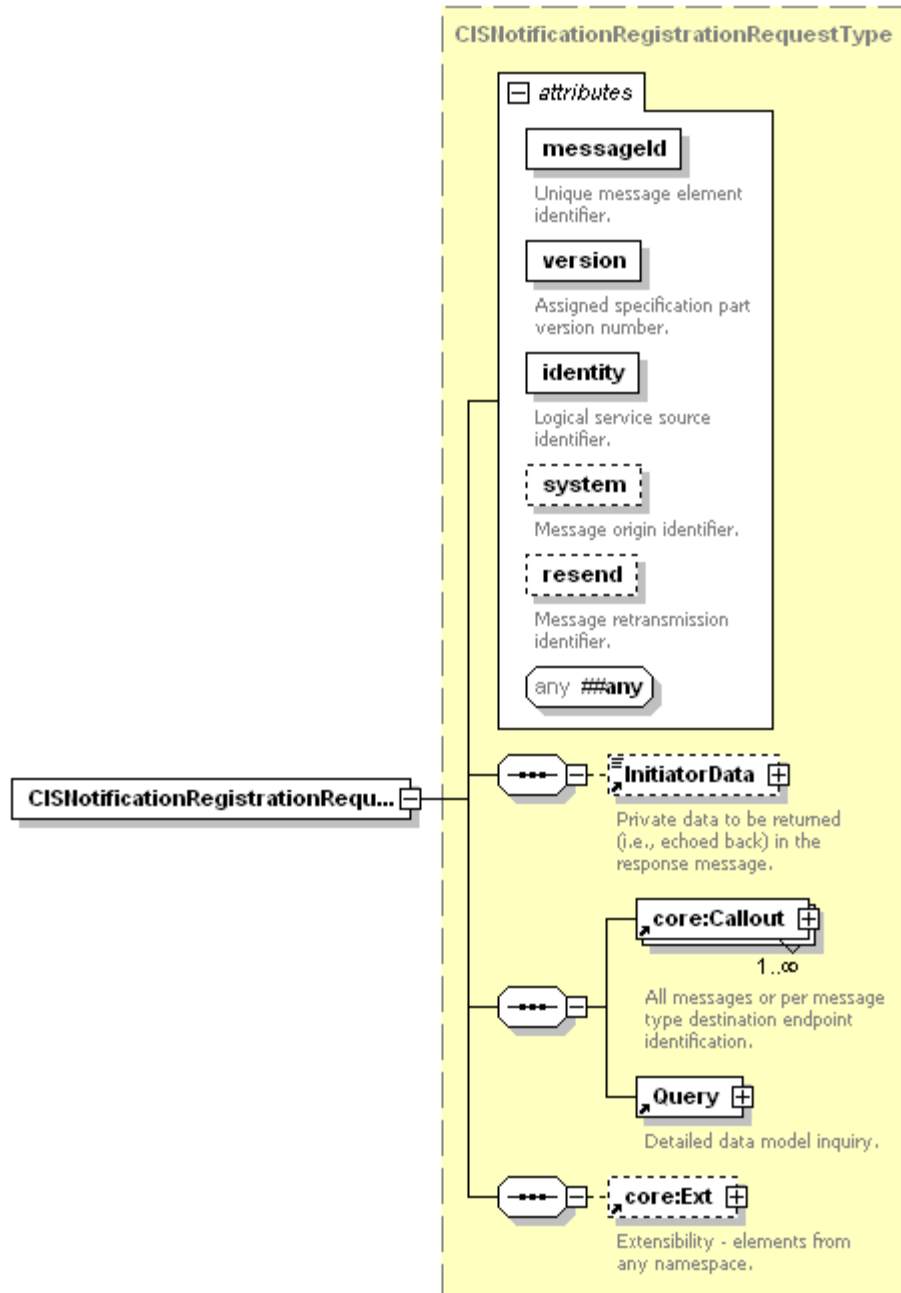 CISNotificationRegistrationRequestType
attributes
messageId
Unique message element
identifier.
version
Assigned specification part
version number.
identity
Logical service source
identifier.
system
Message origin identifier.
resend
Message retransmission
identifier.
any ##any
CISNotificationRegistrationRequ...
InitiatorData
Private data to be returned
(i.e., echoed back) in the
response message.
core:Callout
1..∞
All messages or per message
type destination endpoint
identification.
Query
Detailed data model inquiry.
core:Ext
Extensibility - elements from
any namespace.